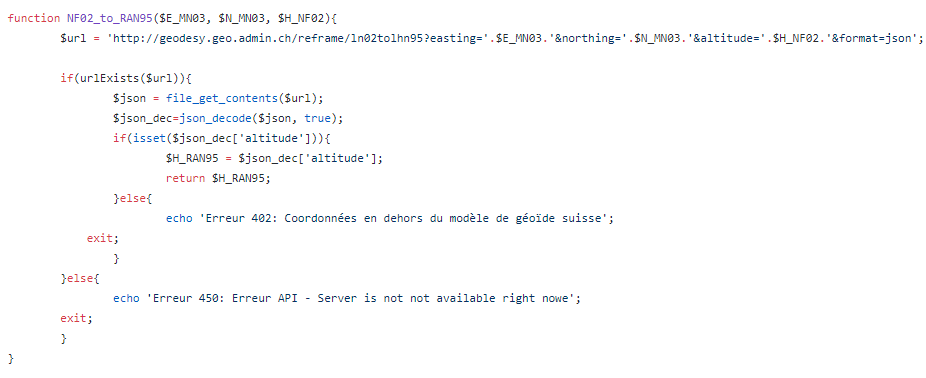 function NF02_to_RAN95($E_MN03, $N_MN03, $H_NF02){
        $url = 'http://geodesy.geo.admin.ch/reframe/ln02tolhn95?easting='.$E_MN03.'&northing='.$N_MN03.'&altitude='.$H_NF02.'&format=json';

        if(urlExists($url)){
                $json = file_get_contents($url);
                $json_dec=json_decode($json, true);
                if(isset($json_dec['altitude'])){
                        $H_RAN95 = $json_dec['altitude'];
                        return $H_RAN95;
                }else{
                        echo 'Erreur 402: Coordonnées en dehors du modèle de géoïde suisse';
            exit;
                }
        }else{
                echo 'Erreur 450: Erreur API - Server is not not available right nowe';
        exit;
        }
}